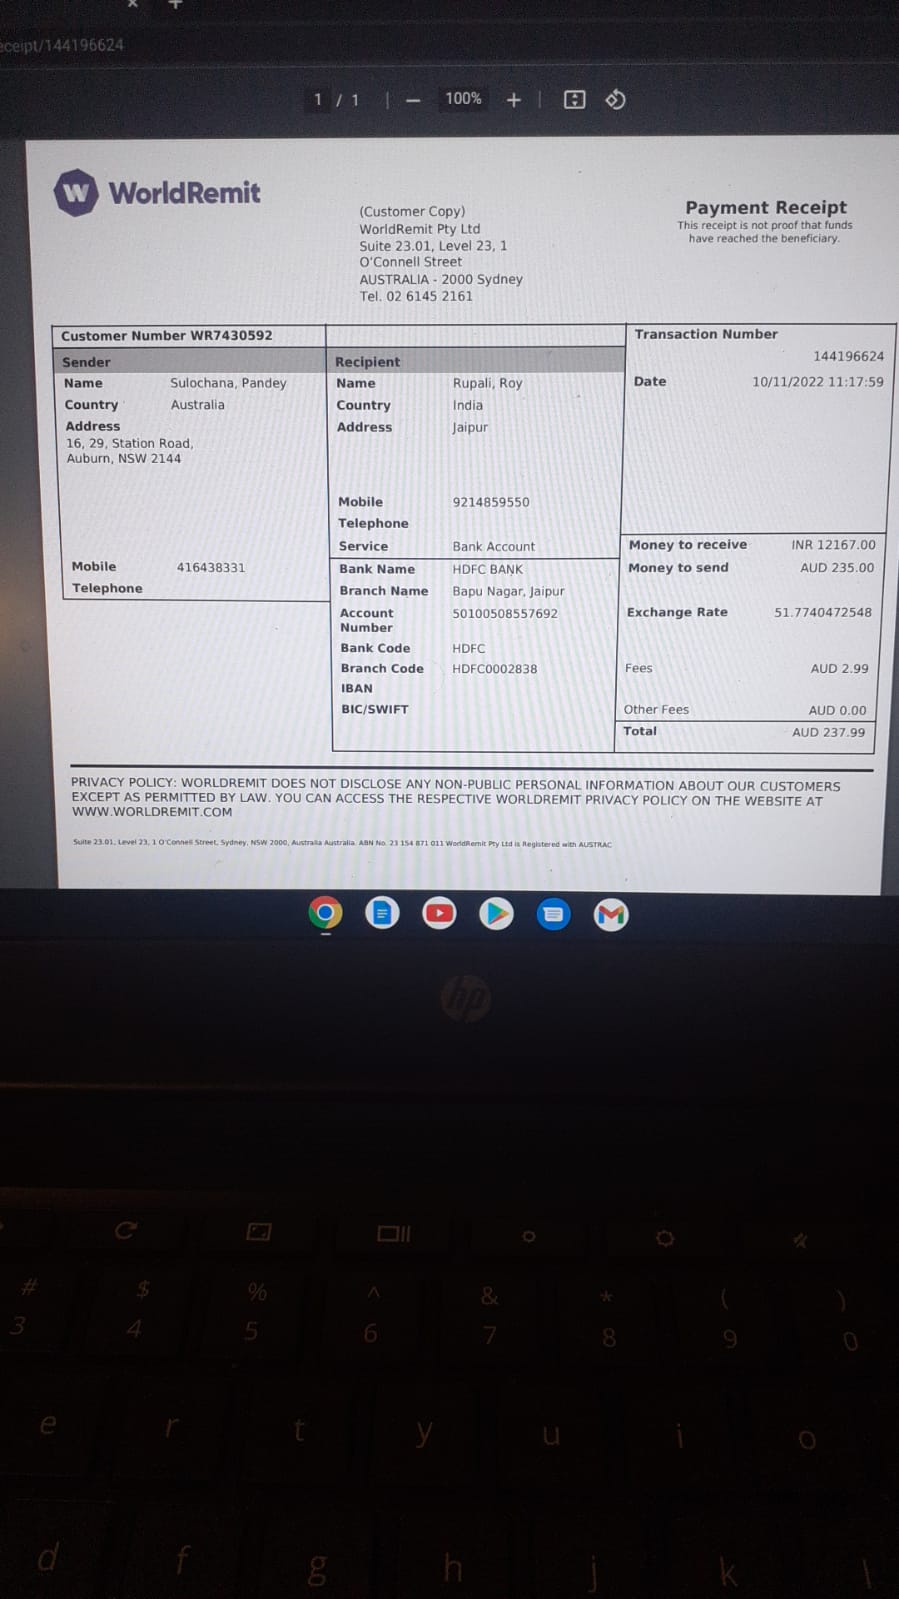 eceipt/144196624
1 / 1 | − 100% + |
WorldRemit
(Customer Copy)
WorldRemit Pty Ltd
Suite 23.01, Level 23, 1
O'Connell Street
AUSTRALIA - 2000 Sydney
Tel. 02 6145 2161
Payment Receipt
This receipt is not proof that funds
have reached the beneficiary.
Customer Number WR7430592
Sender
Name Sulochana, Pandey
Country Australia
Address
16, 29, Station Road,
Auburn, NSW 2144
Mobile 416438331
Telephone
Recipient
Name Rupali, Roy
Country India
Address Jaipur
Mobile 9214859550
Telephone
Service Bank Account
Bank Name HDFC BANK
Branch Name Bapu Nagar, Jaipur
Account 50100508557692
Number
Bank Code HDFC
Branch Code HDFC0002838
IBAN
BIC/SWIFT
Transaction Number
144196624
Date 10/11/2022 11:17:59
Money to receive INR 12167.00
Money to send AUD 235.00
Exchange Rate 51.7740472548
Fees AUD 2.99
Other Fees AUD 0.00
Total AUD 237.99
PRIVACY POLICY: WORLDREMIT DOES NOT DISCLOSE ANY NON-PUBLIC PERSONAL INFORMATION ABOUT OUR CUSTOMERS
EXCEPT AS PERMITTED BY LAW. YOU CAN ACCESS THE RESPECTIVE WORLDREMIT PRIVACY POLICY ON THE WEBSITE AT
WWW.WORLDREMIT.COM
Suite 23.01, Level 23, 1 O'Connell Street, Sydney, NSW 2000, Australia Australia. ABN No. 23 154 871 011 WorldRemit Pty Ltd is Registered with AUSTRAC
hp
# $ % ^ & * ( )
3 4 5 6 7 8 9 0
e r t y u i o
d f g h j k l